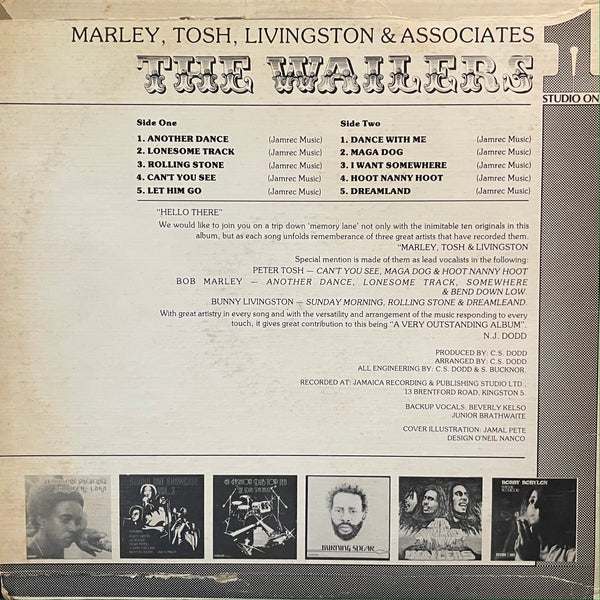 MARLEY, TOSH, LIVINGSTON & ASSOCIATES
THE WAILERS
1
STUDIO ON
Side One
1. ANOTHER DANCE (Jamrec Music)
2. LONESOME TRACK (Jamrec Music)
3. ROLLING STONE (Jamrec Music)
4. CAN'T YOU SEE (Jamrec Music)
5. LET HIM GO (Jamrec Music)
Side Two
1. DANCE WITH ME (Jamrec Music)
2. MAGA DOG (Jamrec Music)
3. I WANT SOMEWHERE (Jamrec Music)
4. HOOT NANNY HOOT (Jamrec Music)
5. DREAMLAND (Jamrec Music)
"HELLO THERE"
We would like to join you on a trip down 'memory lane' not only with the inimitable ten originals in this
album, but as each song unfolds rememberance of three great artists that have recorded them.
"MARLEY, TOSH & LIVINGSTON
Special mention is made of them as lead vocalists in the following:
PETER TOSH — CAN'T YOU SEE, MAGA DOG & HOOT NANNY HOOT
BOB MARLEY — ANOTHER DANCE, LONESOME TRACK, SOMEWHERE
& BEND DOWN LOW.
BUNNY LIVINGSTON — SUNDAY MORNING, ROLLING STONE & DREAMLEAND.
With great artistry in every song and with the versatility and arrangement of the music responding to every
touch, it gives great contribution to this being "A VERY OUTSTANDING ALBUM".
N.J. DODD
PRODUCED BY: C.S. DODD
ARRANGED BY: C.S. DODD
ALL ENGINEERING BY: C.S. DODD & S. BUCKNOR.
RECORDED AT: JAMAICA RECORDING & PUBLISHING STUDIO LTD.,
13 BRENTFORD ROAD, KINGSTON 5.
BACKUP VOCALS: BEVERLY KELSO
JUNIOR BRATHWAITE
COVER ILLUSTRATION: JAMAL PETE
DESIGN O'NEIL NANCO
BURNING SPEAR
BONNY BABYLON